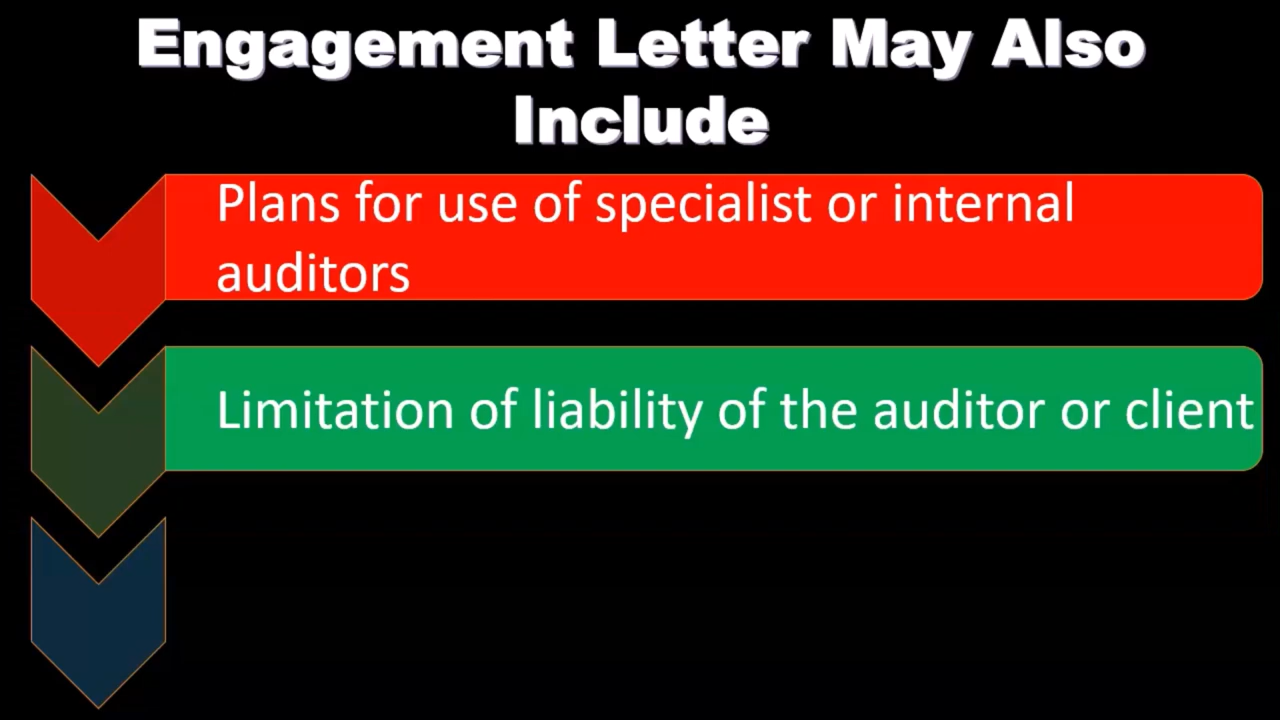 Engagement Letter May Also
Include
Plans for use of specialist or internal
auditors
Limitation of liability of the auditor or client